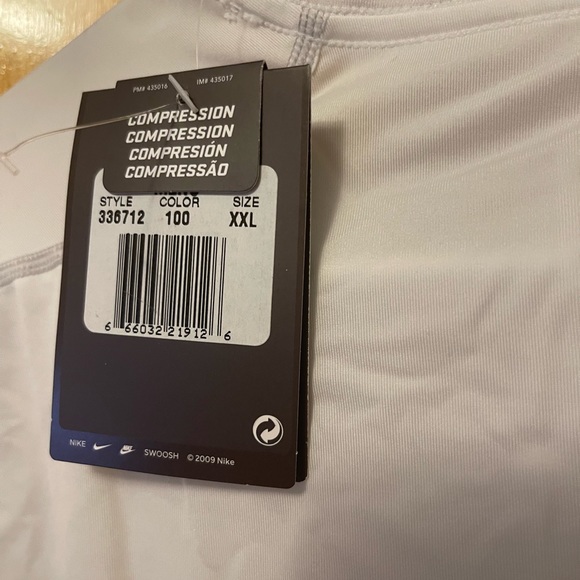 PM# 435016 IM# 435017
COMPRESSION
COMPRESSION
COMPRESIÓN
COMPRESSÃO
STYLE COLOR SIZE
336712 100 XXL
6 66032 21912 6
NIKE SWOOSH © 2009 Nike